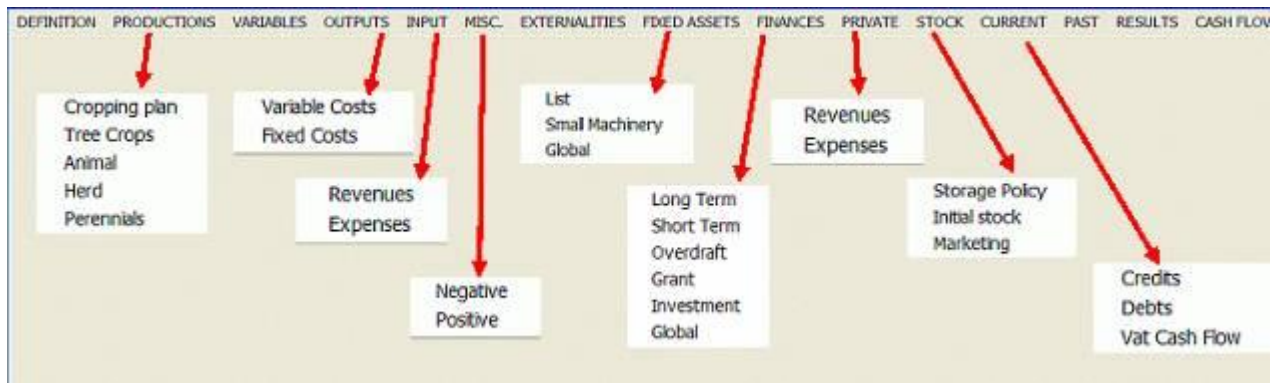 DEFINITION PRODUCTIONS VARIABLES OUTPUTS INPUT MISC. EXTERNALITIES FIXED ASSETS FINANCES PRIVATE STOCK CURRENT PAST RESULTS CASH FLOW
Cropping plan
Tree Crops
Animal
Herd
Perennials
Variable Costs
Fixed Costs
Revenues
Expenses
Negative
Positive
List
Small Machinery
Global
Long Term
Short Term
Overdraft
Grant
Investment
Global
Revenues
Expenses
Storage Policy
Initial stock
Marketing
Credits
Debts
Vat Cash Flow